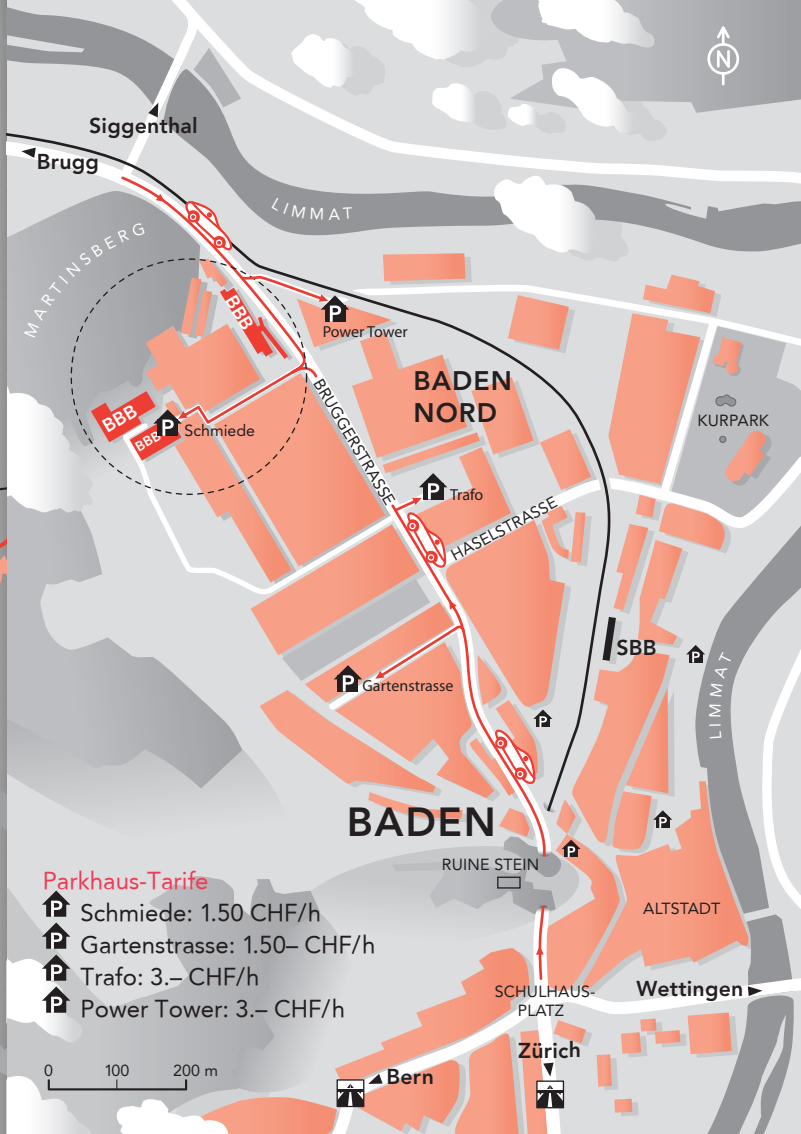 N
Siggenthal
Brugg
LIMMAT
MARTINSBERG
BBB
P
Power Tower
BADEN
NORD
KURPARK
BRUGGERSTRASSE
BBB
BBB
P
Schmiede
P
Trafo
HASELSTRASSE
SBB
P
LIMMAT
P
Gartenstrasse
P
BADEN
P
P
RUINE STEIN
ALTSTADT
Parkhaus-Tarife
P Schmiede: 1.50 CHF/h
P Gartenstrasse: 1.50– CHF/h
P Trafo: 3.– CHF/h
P Power Tower: 3.– CHF/h
SCHULHAUS-
PLATZ
Wettingen
Zürich
Bern
0 100 200 m